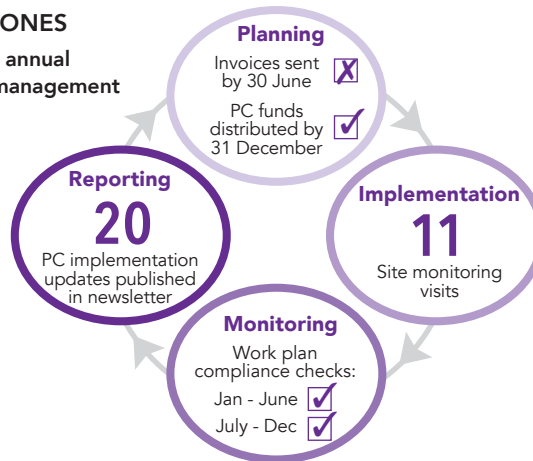 ONES
annual
management
Planning
Invoices sent
by 30 June ✗
PC funds
distributed by
31 December ✓
Implementation
11
Site monitoring
visits
Monitoring
Work plan
compliance checks:
Jan - June ✓
July - Dec ✓
Reporting
20
PC implementation
updates published
in newsletter